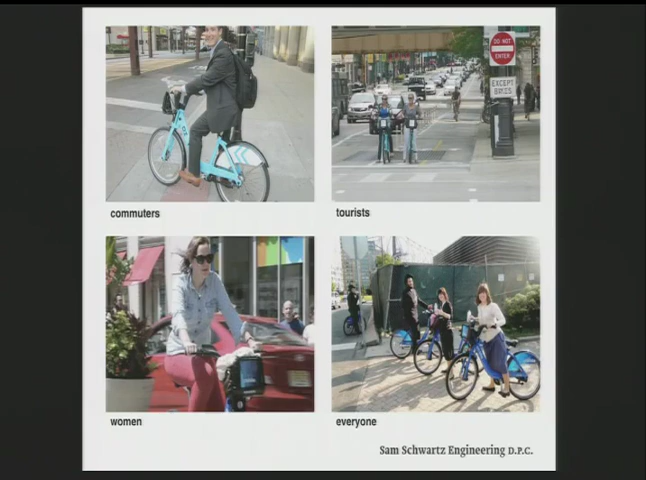 DO NOT
ENTER
EXCEPT
BIKES
commuters
tourists
women
everyone
Sam Schwartz Engineering D.P.C.